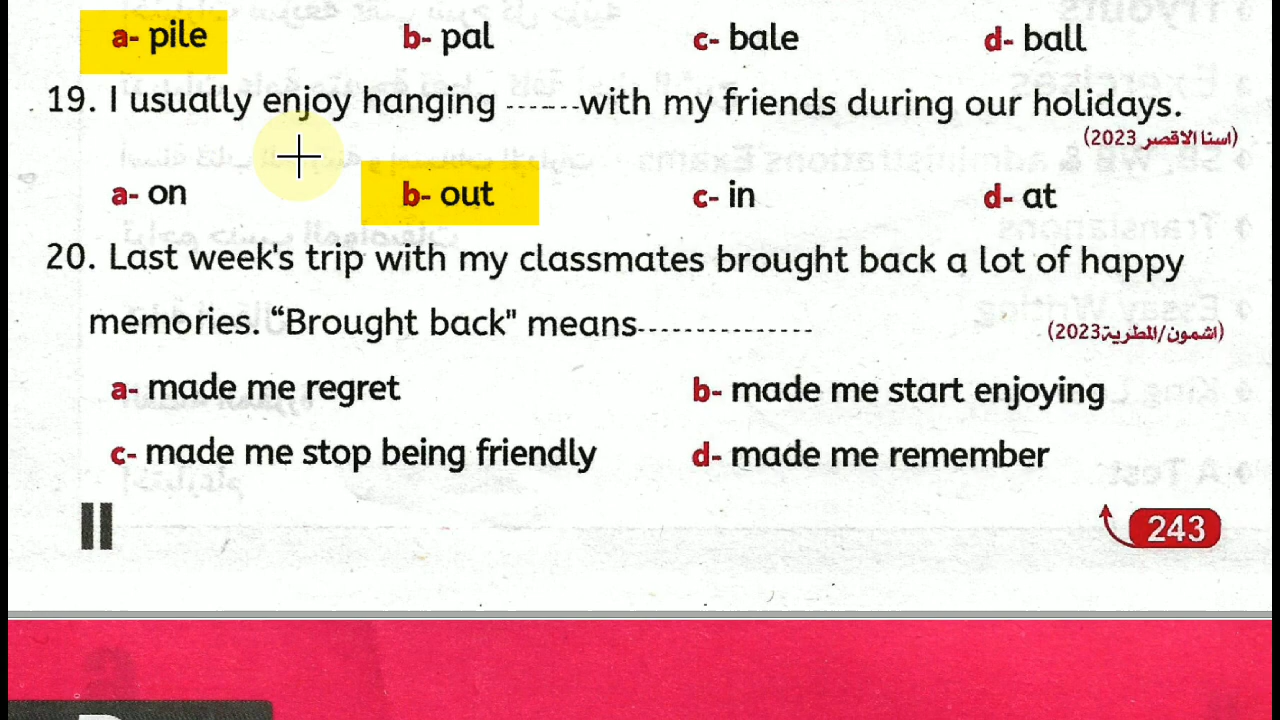 a- pile b- pal c- bale d- ball
19. I usually enjoy hanging ------with my friends during our holidays.
(اسنا الاقصر 2023)
a- on b- out c- in d- at
20. Last week's trip with my classmates brought back a lot of happy
memories. “Brought back" means---------------
(اشمون/المطرية2023)
a- made me regret b- made me start enjoying
c- made me stop being friendly d- made me remember
243